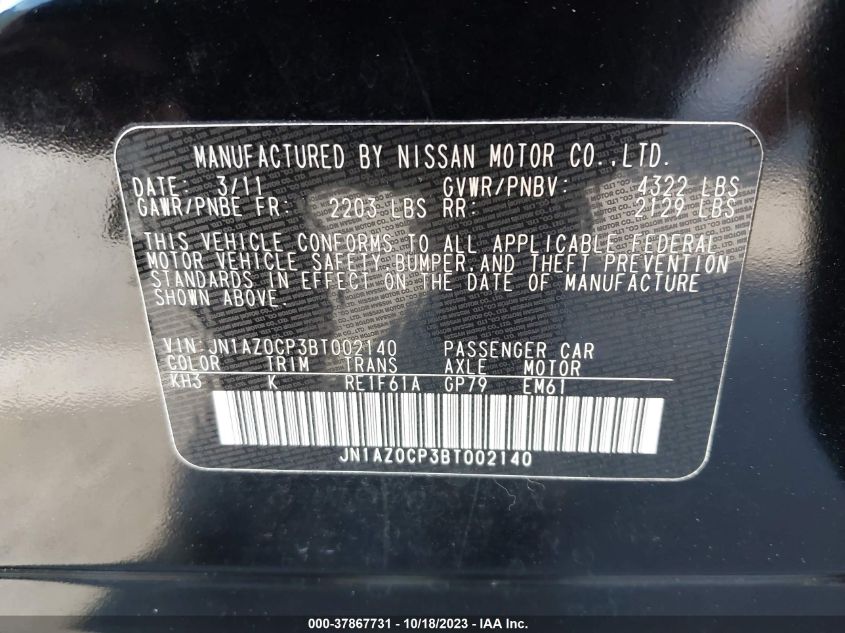 MANUFACTURED BY NISSAN MOTOR CO.,LTD.
DATE: 3/11 GVWR/PNBV: 4322 LBS
GAWR/PNBE FR: 2203 LBS RR: 2129 LBS
THIS VEHICLE CONFORMS TO ALL APPLICABLE FEDERAL
MOTOR VEHICLE SAFETY,BUMPER,AND THEFT PREVENTION
STANDARDS IN EFFECT ON THE DATE OF MANUFACTURE
SHOWN ABOVE.
VIN:JN1AZ0CP3BT002140 PASSENGER CAR
COLOR TRIM TRANS AXLE MOTOR
KH3 K RE1F61A GP79 EM61
JN1AZ0CP3BT002140
000-37867731 - 10/18/2023 - IAA Inc.